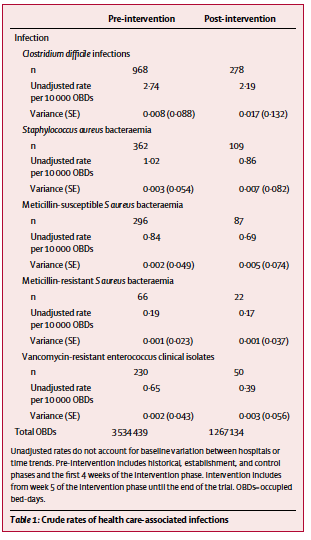 Pre-intervention Post-intervention
Infection
Clostridium difficile infections
n 968 278
Unadjusted rate 2·74 2·19
per 10 000 OBDs
Variance (SE) 0·008 (0·088) 0·017 (0·132)
Staphylococcus aureus bacteraemia
n 362 109
Unadjusted rate 1·02 0·86
per 10 000 OBDs
Variance (SE) 0·003 (0·054) 0·007 (0·082)
Meticillin-susceptible S aureus bacteraemia
n 296 87
Unadjusted rate 0·84 0·69
per 10 000 OBDs
Variance (SE) 0·002 (0·049) 0·005 (0·074)
Meticillin-resistant S aureus bacteraemia
n 66 22
Unadjusted rate 0·19 0·17
per 10 000 OBDs
Variance (SE) 0·001 (0·023) 0·001 (0·037)
Vancomycin-resistant enterococcus clinical isolates
n 230 50
Unadjusted rate 0·65 0·39
per 10 000 OBDs
Variance (SE) 0·002 (0·043) 0·003 (0·056)
Total OBDs 3 534 439 1 267 134
Unadjusted rates do not account for baseline variation between hospitals or
time trends. Pre-intervention includes historical, establishment, and control
phases and the first 4 weeks of the intervention phase. Intervention includes
from week 5 of the intervention phase until the end of the trial. OBDs=occupied
bed-days.
Table 1: Crude rates of health care-associated infections